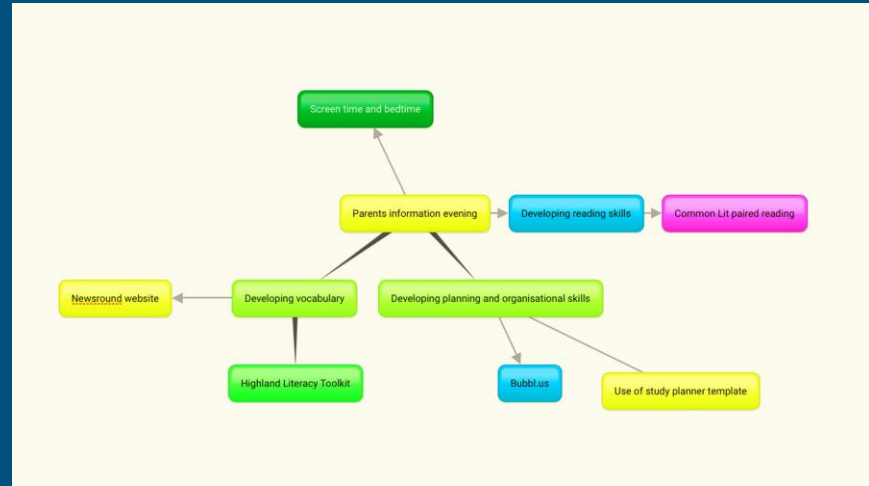 Screen time and bedtime
Parents information evening
Developing reading skills
Common Lit paired reading
Newsround website
Developing vocabulary
Developing planning and organisational skills
Highland Literacy Toolkit
Bubbl.us
Use of study planner template